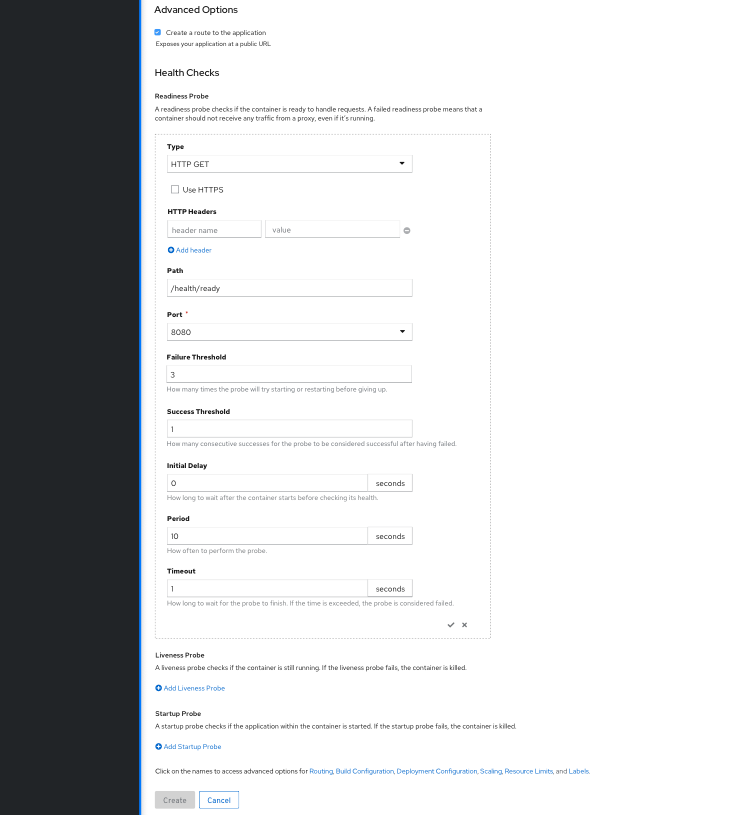 Advanced Options
Create a route to the application
Exposes your application at a public URL
Health Checks
Readiness Probe
A readiness probe checks if the container is ready to handle requests. A failed readiness probe means that a
container should not receive any traffic from a proxy, even if it's running.
Type
HTTP GET
Use HTTPS
HTTP Headers
header name value
Add header
Path
/health/ready
Port *
8080
Failure Threshold
3
How many times the probe will try starting or restarting before giving up.
Success Threshold
1
How many consecutive successes for the probe to be considered successful after having failed.
Initial Delay
0 seconds
How long to wait after the container starts before checking its health.
Period
10 seconds
How often to perform the probe.
Timeout
1 seconds
How long to wait for the probe to finish. If the time is exceeded, the probe is considered failed.
Liveness Probe
A liveness probe checks if the container is still running. If the liveness probe fails, the container is killed.
Add Liveness Probe
Startup Probe
A startup probe checks if the application within the container is started. If the startup probe fails, the container is killed.
Add Startup Probe
Click on the names to access advanced options for Routing, Build Configuration, Deployment Configuration, Scaling, Resource Limits, and Labels.
Create Cancel